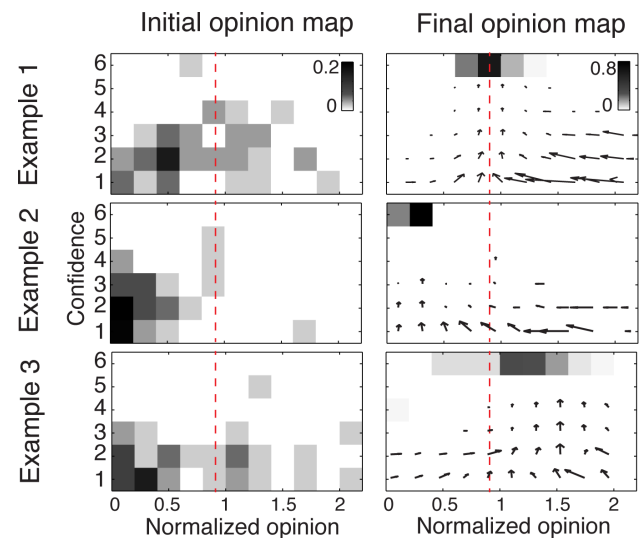 Initial opinion map
Final opinion map
Example 1
6
5
4
3
2
1
0.2
0
0.8
0
Example 2
Confidence
6
5
4
3
2
1
Example 3
6
5
4
3
2
1
0 0.5 1 1.5 2
0 0.5 1 1.5 2
Normalized opinion
Normalized opinion